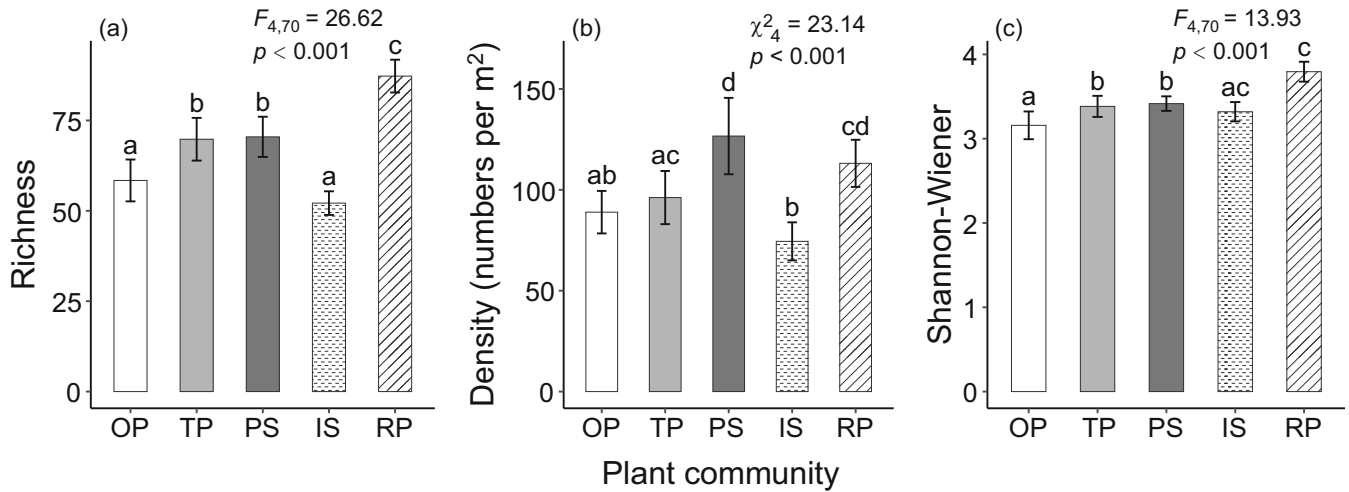 (a)
F4,70 = 26.62
p < 0.001
Richness
75
50
25
0
a
b
b
a
c
OP TP PS IS RP
(b)
χ²4 = 23.14
p < 0.001
Density (numbers per m²)
150
100
50
0
ab
ac
d
b
cd
OP TP PS IS RP
(c)
F4,70 = 13.93
p < 0.001
Shannon-Wiener
4
3
2
1
0
a
b
b
ac
c
OP TP PS IS RP
Plant community